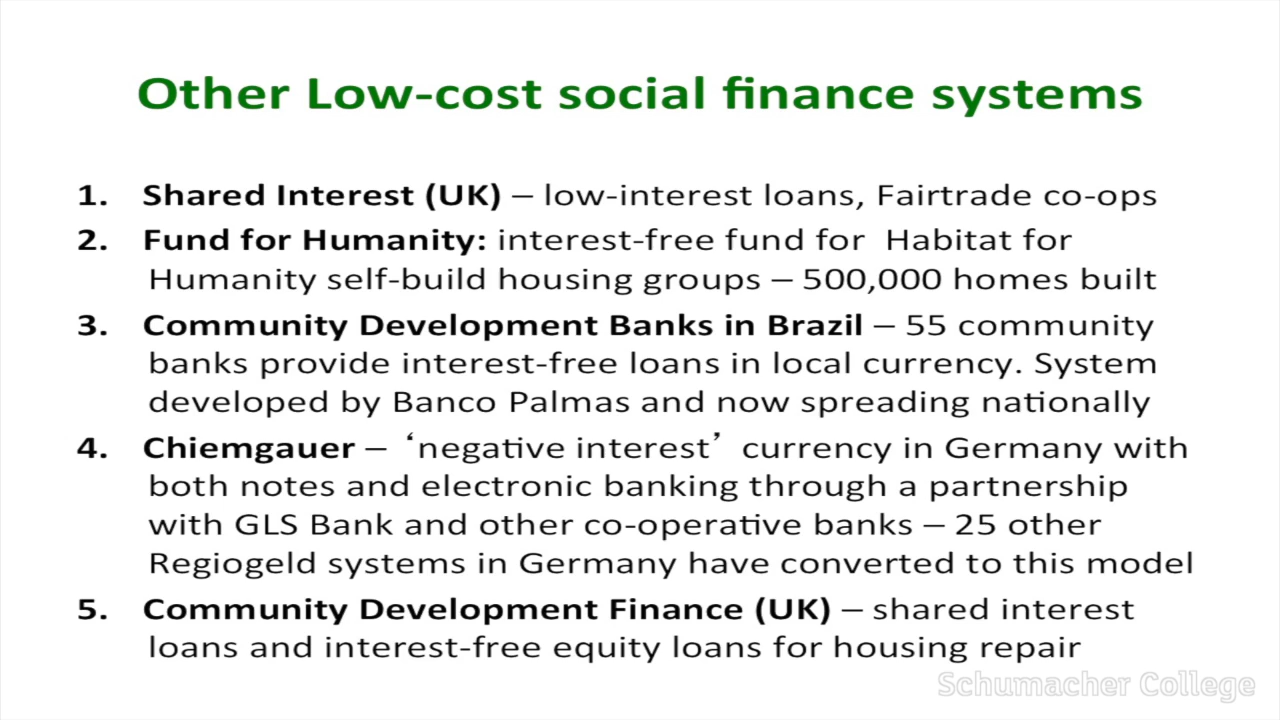 Other Low-cost social finance systems
1. Shared Interest (UK) – low-interest loans, Fairtrade co-ops
2. Fund for Humanity: interest-free fund for Habitat for
Humanity self-build housing groups – 500,000 homes built
3. Community Development Banks in Brazil – 55 community
banks provide interest-free loans in local currency. System
developed by Banco Palmas and now spreading nationally
4. Chiemgauer – ‘negative interest’ currency in Germany with
both notes and electronic banking through a partnership
with GLS Bank and other co-operative banks – 25 other
Regiogeld systems in Germany have converted to this model
5. Community Development Finance (UK) – shared interest
loans and interest-free equity loans for housing repair
Schumacher College